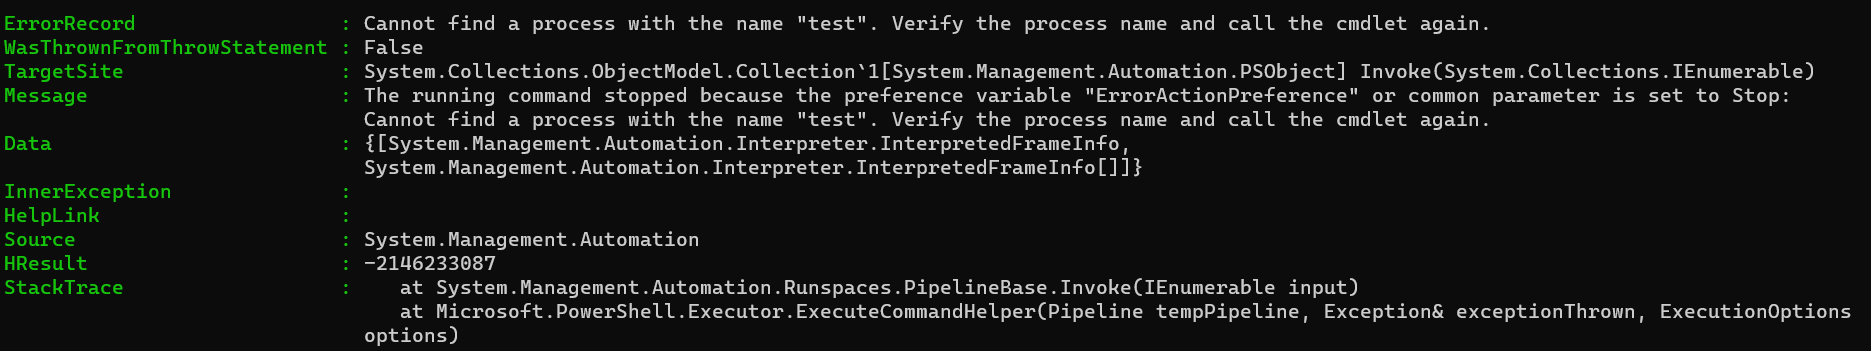 ErrorRecord                 : Cannot find a process with the name "test". Verify the process name and call the cmdlet again.
WasThrownFromThrowStatement : False
TargetSite                  : System.Collections.ObjectModel.Collection`1[System.Management.Automation.PSObject] Invoke(System.Collections.IEnumerable)
Message                     : The running command stopped because the preference variable "ErrorActionPreference" or common parameter is set to Stop:
                              Cannot find a process with the name "test". Verify the process name and call the cmdlet again.
Data                        : {[System.Management.Automation.Interpreter.InterpretedFrameInfo,
                              System.Management.Automation.Interpreter.InterpretedFrameInfo[]]}
InnerException              :
HelpLink                    :
Source                      : System.Management.Automation
HResult                     : -2146233087
StackTrace                  :    at System.Management.Automation.Runspaces.PipelineBase.Invoke(IEnumerable input)
                                 at Microsoft.PowerShell.Executor.ExecuteCommandHelper(Pipeline tempPipeline, Exception& exceptionThrown, ExecutionOptions
                              options)